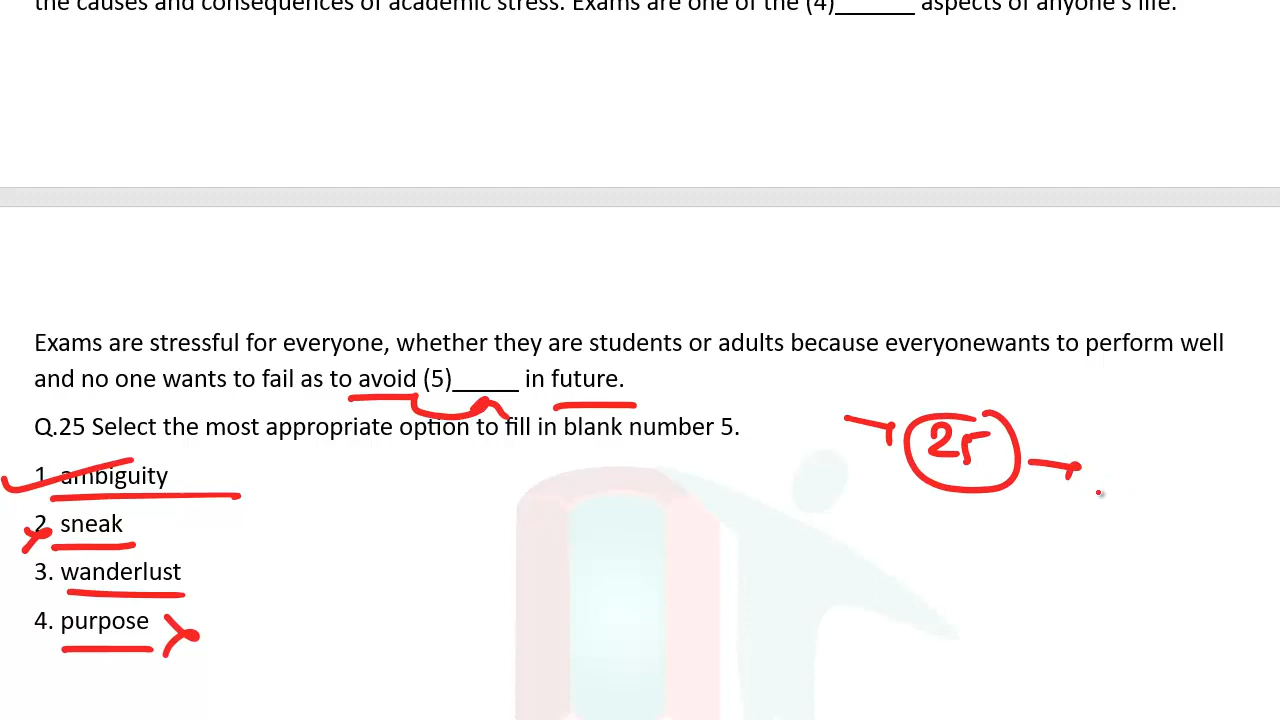 the causes and consequences of academic stress. Exams are one of the (4)_______ aspects of anyone's life.
Exams are stressful for everyone, whether they are students or adults because everyonewants to perform well
and no one wants to fail as to avoid (5)_____ in future.
Q.25 Select the most appropriate option to fill in blank number 5.
25
1. ambiguity
2. sneak
3. wanderlust
4. purpose